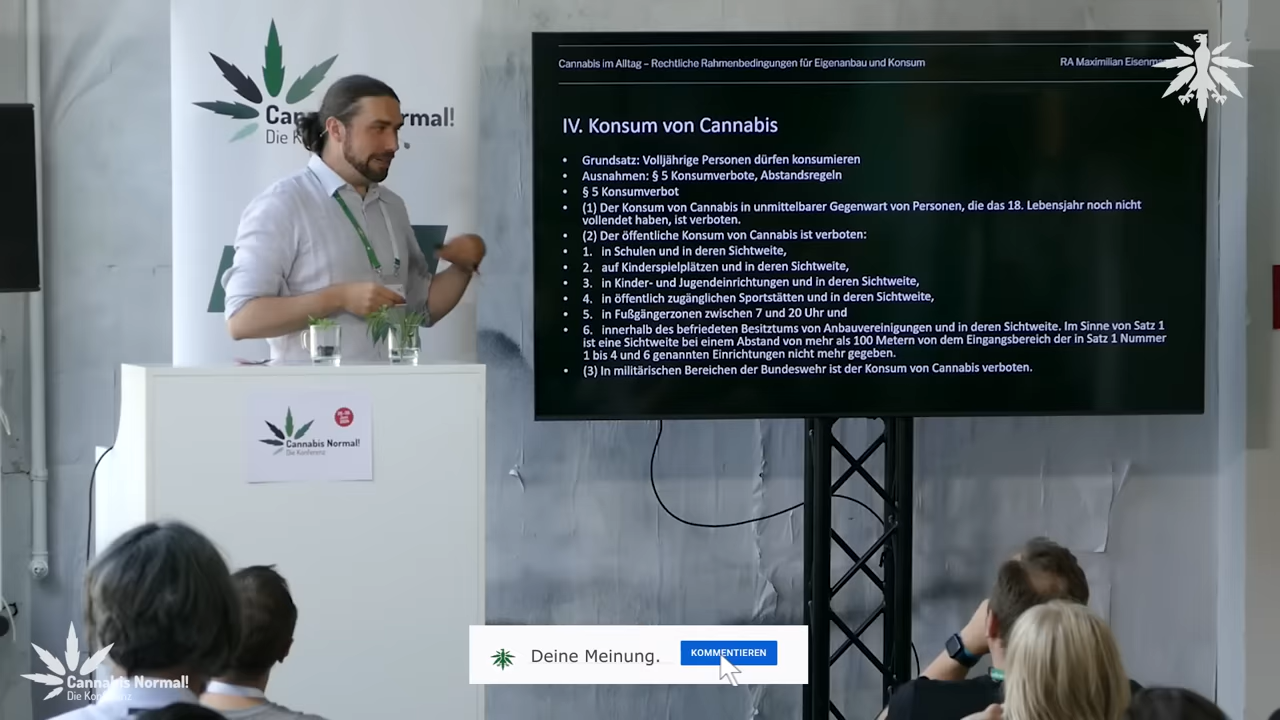 Cannabis im Alltag – Rechtliche Rahmenbedingungen für Eigenanbau und Konsum
RA Maximilian
IV. Konsum von Cannabis
• Grundsatz: Volljährige Personen dürfen konsumieren
• Ausnahmen: § 5 Konsumverbote, Abstandsregeln
• § 5 Konsumverbot
• (1) Der Konsum von Cannabis in unmittelbarer Gegenwart von Personen, die das 18. Lebensjahr noch nicht
vollendet haben, ist verboten.
• (2) Der öffentliche Konsum von Cannabis ist verboten:
• 1. in Schulen und in deren Sichtweite,
• 2. auf Kinderspielplätzen und in deren Sichtweite,
• 3. in Kinder- und Jugendeinrichtungen und in deren Sichtweite,
• 4. in öffentlich zugänglichen Sportstätten und in deren Sichtweite,
• 5. in Fußgängerzonen zwischen 7 und 20 Uhr und
• 6. innerhalb des befriedeten Besitztums von Anbauvereinigungen und in deren Sichtweite. Im Sinne von Satz 1
ist eine Sichtweite bei einem Abstand von mehr als 100 Metern von dem Eingangsbereich der in Satz 1 Nummer
1 bis 4 und 6 genannten Einrichtungen nicht mehr gegeben.
• (3) In militärischen Bereichen der Bundeswehr ist der Konsum von Cannabis verboten.
Die
Cannabis Normal!
Die Konferenz
Deine Meinung.
KOMMENTIEREN
Cannabis Normal!
Die Konferenz